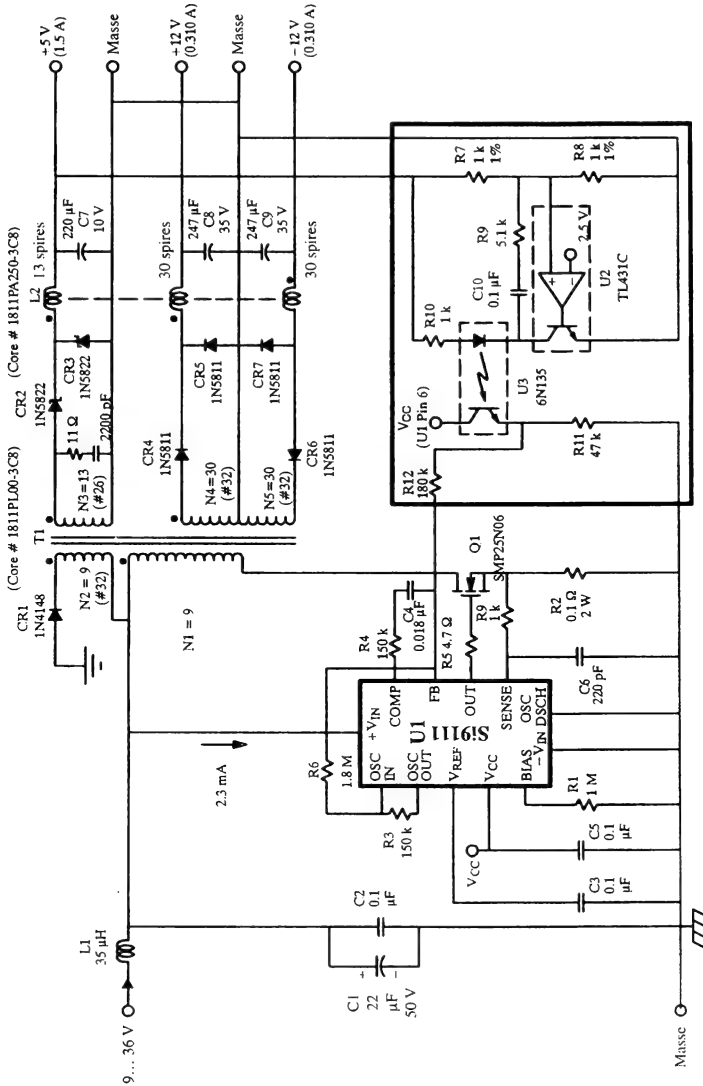 (Core # 1811PL00-3C8)
(Core # 1811PA250-3C8)
9... 36 V
L1
35 µH
C1
22
µF
50 V
+
−
C2
0.1
µF
Masse
2.3 mA
CR1
1N4148
N2 = 9
(#32)
N1 = 9
T1
N3=13
(#26)
11 Ω
2200 pF
CR2
1N5822
CR3
1N5822
L2
13 spires
220 µF
C7
10 V
+5 V
(1.5 A)
Masse
CR4
1N5811
N4=30
(#32)
CR5
1N5811
30 spires
247 µF
C8
35 V
+12 V
(0.310 A)
Masse
N5=30
(#32)
CR7
1N5811
CR6
1N5811
247 µF
C9
35 V
30 spires
−12 V
(0.310 A)
R6
1.8 M
R3
150 k
R4
150 k
C4
0.018 µF
+VIN
OSC
IN
OSC
OUT
VREF
VCC
BIAS
−VIN
U1
Si9111
COMP
FB
OUT
SENSE
OSC
DSCH
VCC
C3
0.1
µF
C5
0.1
µF
R1
1 M
R5 4.7 Ω
Q1
SMP25N06
R9
1k
R2
0.1 Ω
2 W
C6
220 pF
R12
180 k
VCC
(U1 Pin 6)
R11
47 k
U3
6N135
R10
1 k
C10
0.1 µF
R9
5.1 k
R7
1 k
1%
R8
1 k
1%
+
−
2.5 V
U2
TL431C